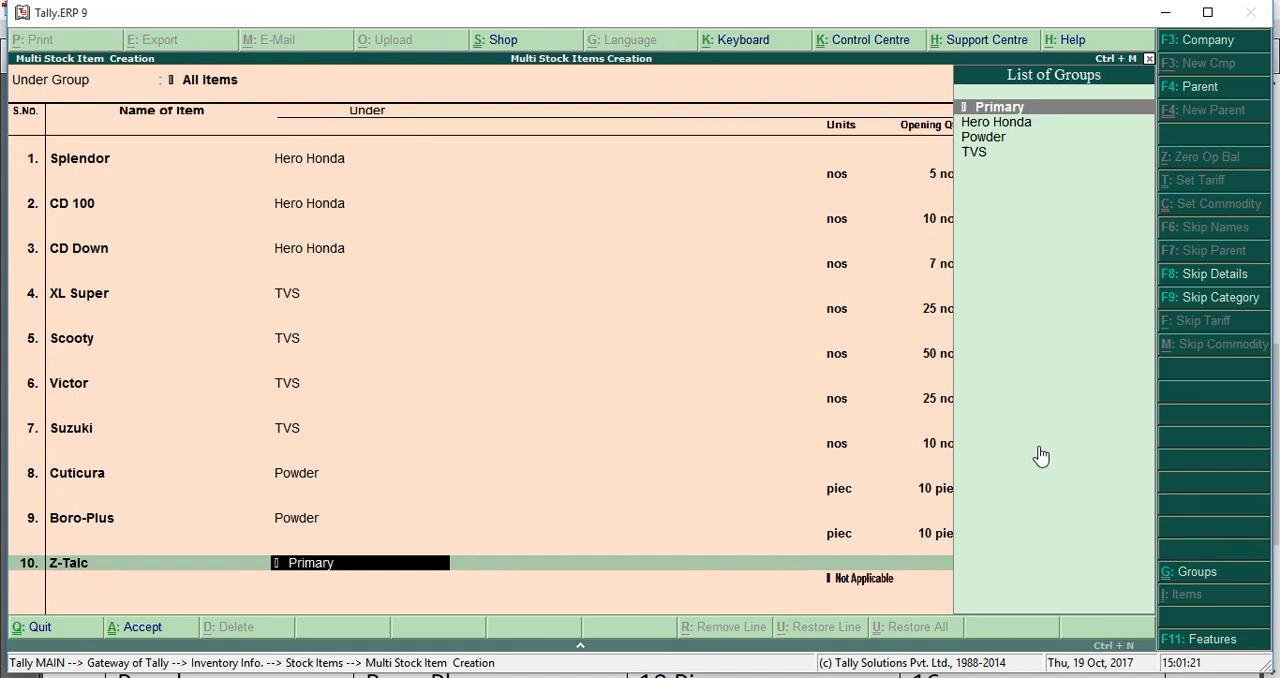 Tally.ERP 9
P: Print E: Export M: E-Mail O: Upload S: Shop G: Language K: Keyboard K: Control Centre H: Support Centre H: Help
Multi Stock Item Creation Multi Stock Items Creation Ctrl + M
Under Group : All Items
S.No. Name of Item Under
Units Opening Q
1. Splendor Hero Honda
nos 5 no
2. CD 100 Hero Honda
nos 10 no
3. CD Down Hero Honda
nos 7 no
4. XL Super TVS
nos 25 no
5. Scooty TVS
nos 50 no
6. Victor TVS
nos 25 no
7. Suzuki TVS
nos 10 no
8. Cuticura Powder
piec 10 pie
9. Boro-Plus Powder
piec 10 pie
10. Z-Talc Primary
Not Applicable
List of Groups
Primary
Hero Honda
Powder
TVS
F3: Company
F3: New Cmp
F4: Parent
F4: New Parent
Z: Zero Op Bal
T: Set Tariff
C: Set Commodity
F6: Skip Names
F7: Skip Parent
F8: Skip Details
F9: Skip Category
F: Skip Tariff
M: Skip Commodity
G: Groups
I: Items
F11: Features
Q: Quit A: Accept D: Delete R: Remove Line U: Restore Line U: Restore All
Ctrl + N
Tally MAIN --> Gateway of Tally --> Inventory Info. --> Stock Items --> Multi Stock Item Creation (c) Tally Solutions Pvt. Ltd., 1988-2014 Thu, 19 Oct, 2017 15:01:21